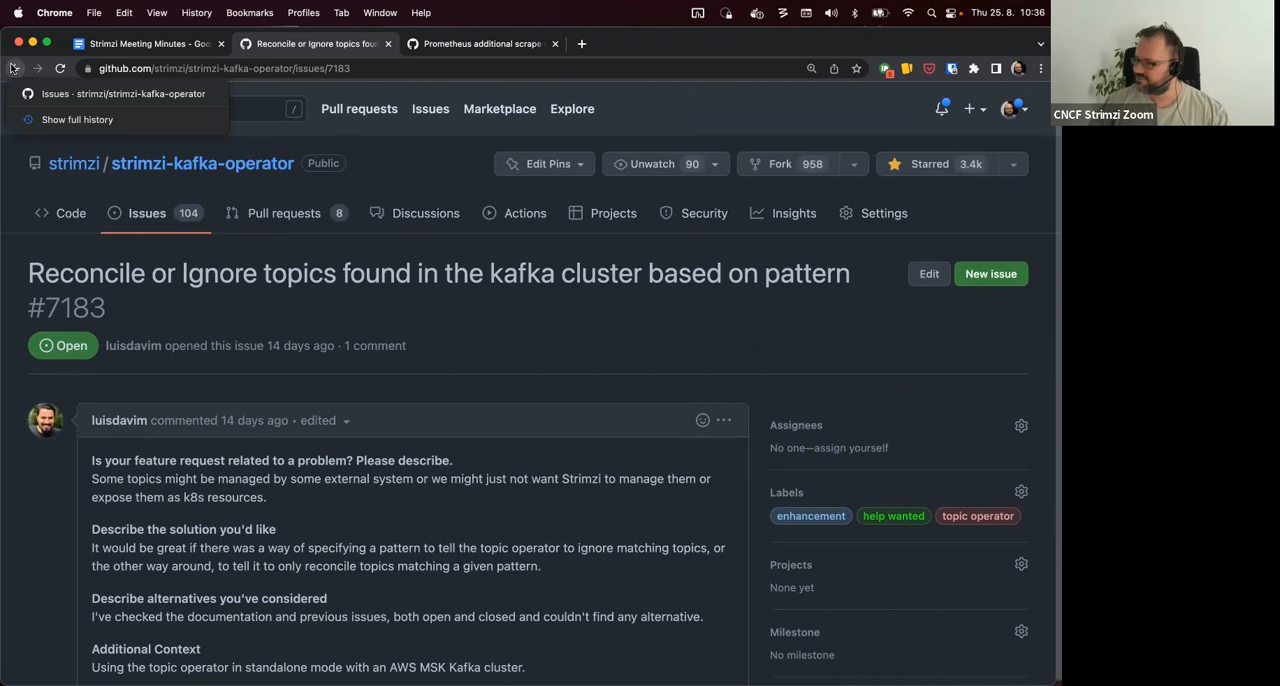 Chrome File Edit View History Bookmarks Profiles Tab Window Help Thu 25. 8. 10:36
Strimzi Meeting Minutes - Goo
Reconcile or Ignore topics foun
Prometheus additional scrape
github.com/strimzi/strimzi-kafka-operator/issues/7183
5
Issues · strimzi/strimzi-kafka-operator
Show full history
/
Pull requests Issues Marketplace Explore
CNCF Strimzi Zoom
strimzi / strimzi-kafka-operator Public
Edit Pins Unwatch 90 Fork 958 Starred 3.4k
Code Issues 104 Pull requests 8 Discussions Actions Projects Security Insights Settings
Reconcile or Ignore topics found in the kafka cluster based on pattern
#7183
Edit New issue
Open luisdavim opened this issue 14 days ago · 1 comment
luisdavim commented 14 days ago • edited
Is your feature request related to a problem? Please describe.
Some topics might be managed by some external system or we might just not want Strimzi to manage them or
expose them as k8s resources.
Describe the solution you'd like
It would be great if there was a way of specifying a pattern to tell the topic operator to ignore matching topics, or
the other way around, to tell it to only reconcile topics matching a given pattern.
Describe alternatives you've considered
I've checked the documentation and previous issues, both open and closed and couldn't find any alternative.
Additional Context
Using the topic operator in standalone mode with an AWS MSK Kafka cluster.
Assignees
No one—assign yourself
Labels
enhancement help wanted topic operator
Projects
None yet
Milestone
No milestone